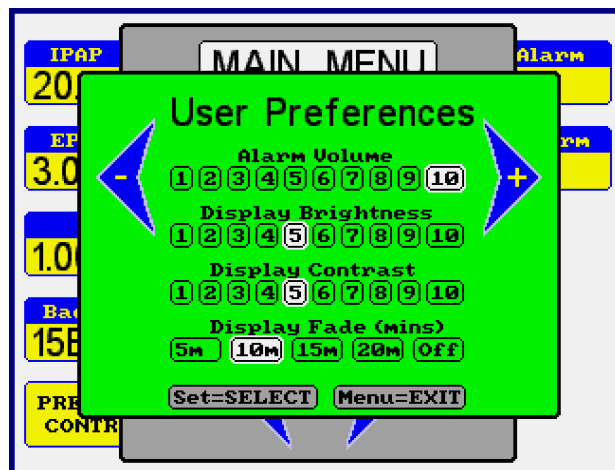 IPAP
MAIN MENU
Alarm
20.
User Preferences
EP
rm
3.0
Alarm Volume
- 1 2 3 4 5 6 7 8 9 10 +
Display Brightness
1 2 3 4 5 6 7 8 9 10
1.00
Display Contrast
1 2 3 4 5 6 7 8 9 10
Bac
Display Fade (mins)
15B
5m 10m 15m 20m Off
PRE
Set=SELECT Menu=EXIT
CONTR